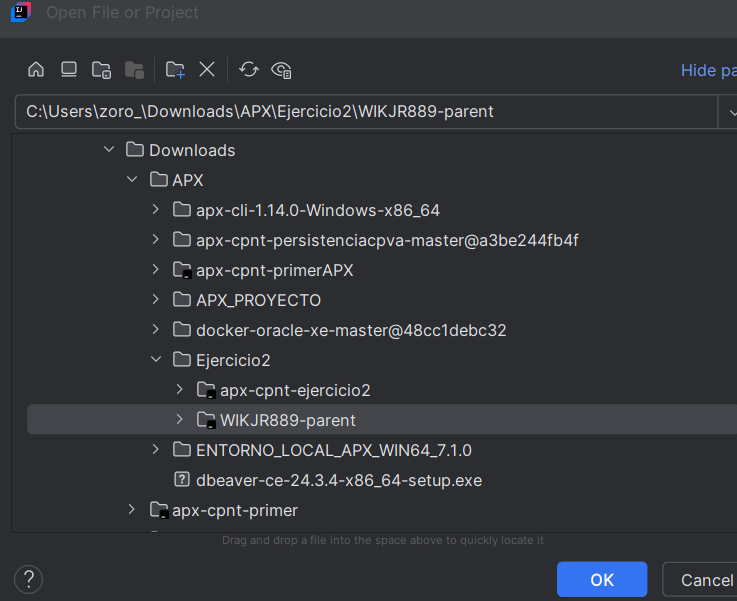 Open File or Project
Hide pa
C:\Users\zoro_\Downloads\APX\Ejercicio2\WIKJR889-parent
Downloads
APX
apx-cli-1.14.0-Windows-x86_64
apx-cpnt-persistenciacpva-master@a3be244fb4f
apx-cpnt-primerAPX
APX_PROYECTO
docker-oracle-xe-master@48cc1debc32
Ejercicio2
apx-cpnt-ejercicio2
WIKJR889-parent
ENTORNO_LOCAL_APX_WIN64_7.1.0
dbeaver-ce-24.3.4-x86_64-setup.exe
apx-cpnt-primer
Drag and drop a file into the space above to quickly locate it
? OK Cancel